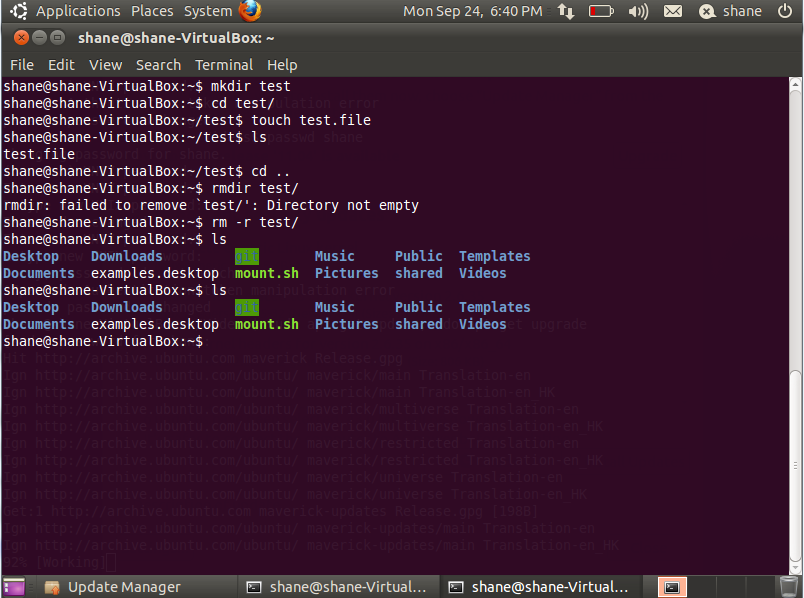 Applications Places System Mon Sep 24, 6:40 PM shane
shane@shane-VirtualBox: ~
File Edit View Search Terminal Help
shane@shane-VirtualBox:~$ mkdir test
shane@shane-VirtualBox:~$ cd test/
shane@shane-VirtualBox:~/test$ touch test.file
shane@shane-VirtualBox:~/test$ ls
test.file
shane@shane-VirtualBox:~/test$ cd ..
shane@shane-VirtualBox:~$ rmdir test/
rmdir: failed to remove `test/': Directory not empty
shane@shane-VirtualBox:~$ rm -r test/
shane@shane-VirtualBox:~$ ls
Desktop Downloads git Music Public Templates
Documents examples.desktop mount.sh Pictures shared Videos
shane@shane-VirtualBox:~$ ls
Desktop Downloads git Music Public Templates
Documents examples.desktop mount.sh Pictures shared Videos
shane@shane-VirtualBox:~$
Hit http://archive.ubuntu.com maverick Release.gpg
Ign http://archive.ubuntu.com/ubuntu/ maverick/main Translation-en
Ign http://archive.ubuntu.com/ubuntu/ maverick/main Translation-en_HK
Ign http://archive.ubuntu.com/ubuntu/ maverick/multiverse Translation-en
Ign http://archive.ubuntu.com/ubuntu/ maverick/multiverse Translation-en_HK
Ign http://archive.ubuntu.com/ubuntu/ maverick/restricted Translation-en
Ign http://archive.ubuntu.com/ubuntu/ maverick/restricted Translation-en_HK
Ign http://archive.ubuntu.com/ubuntu/ maverick/universe Translation-en
Ign http://archive.ubuntu.com/ubuntu/ maverick/universe Translation-en_HK
Get:1 http://archive.ubuntu.com maverick-updates Release.gpg [198B]
Ign http://archive.ubuntu.com/ubuntu/ maverick-updates/main Translation-en
Ign http://archive.ubuntu.com/ubuntu/ maverick-updates/main Translation-en_HK
92% [Working]
Update Manager shane@shane-Virtual... shane@shane-Virtual...